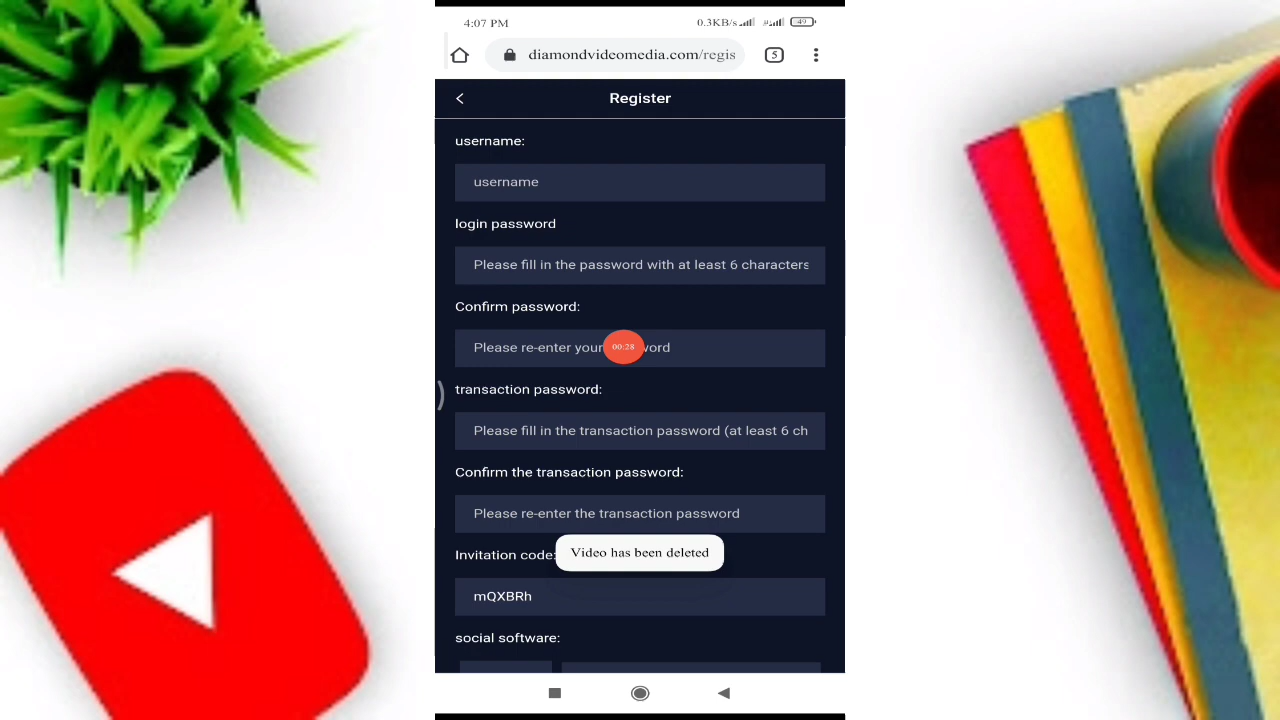 4:07 PM
0.3KB/s
49
diamondvideomedia.com/regis
5
Register
username:
username
login password
Please fill in the password with at least 6 characters
Confirm password:
Please re-enter your word
00:28
transaction password:
Please fill in the transaction password (at least 6 ch
Confirm the transaction password:
Please re-enter the transaction password
Invitation code:
Video has been deleted
mQXBRh
social software: